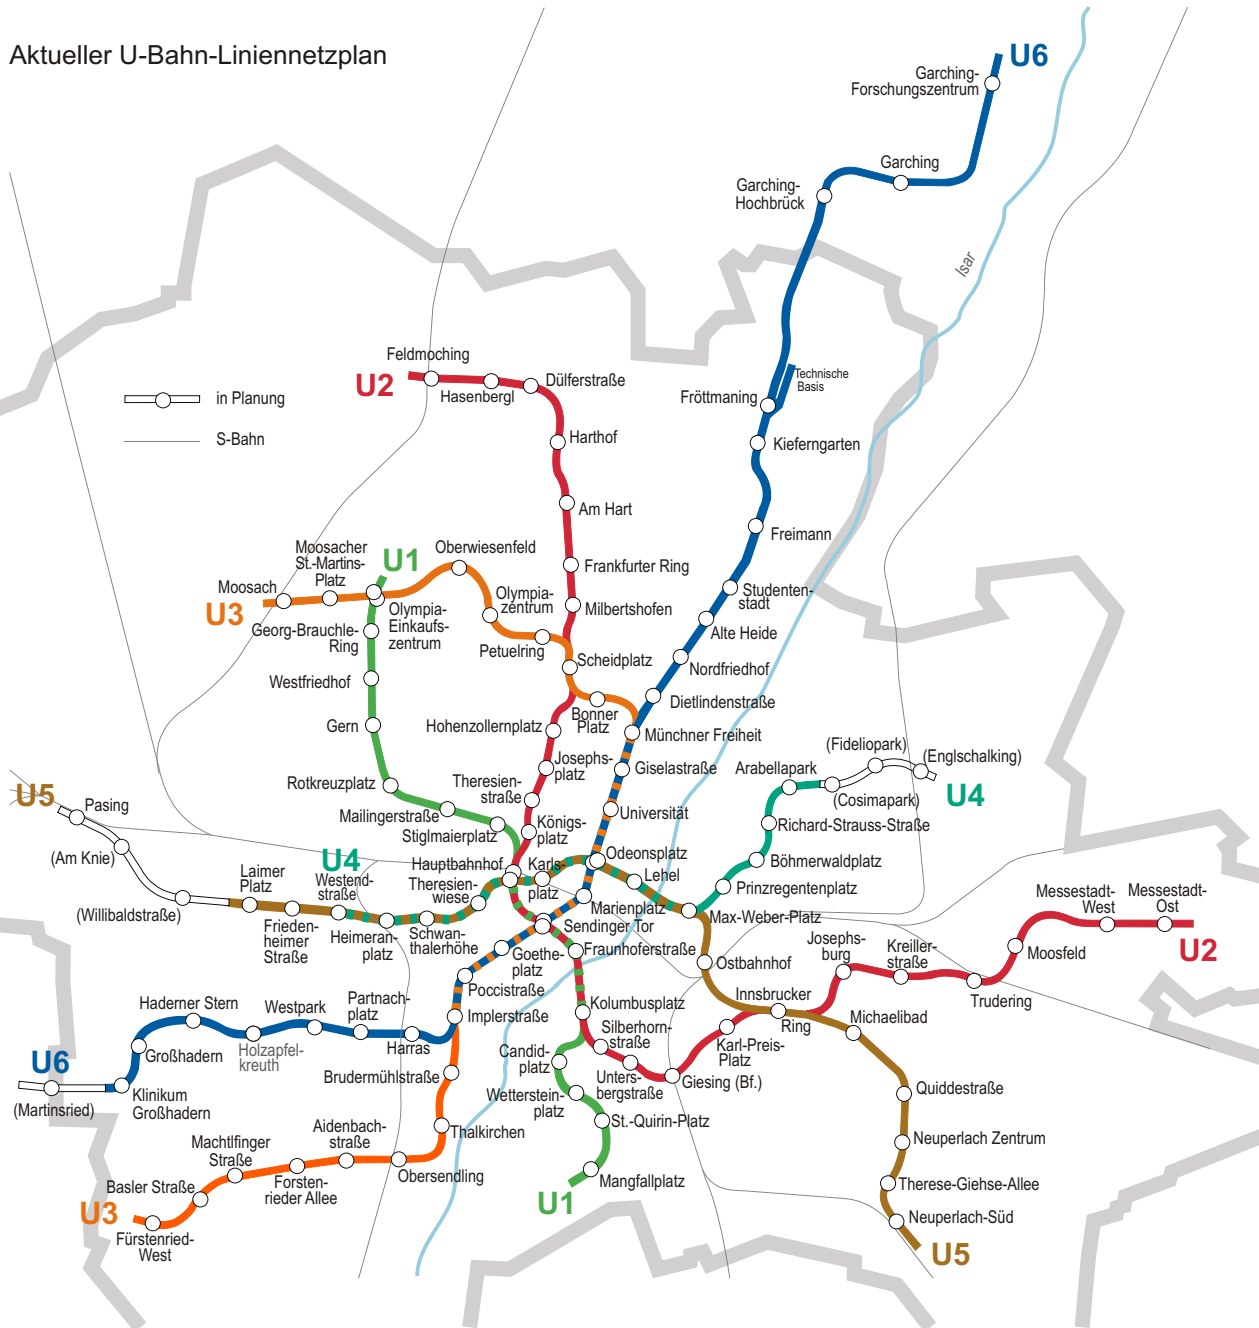 Aktueller U-Bahn-Liniennetzplan
U6
Garching-
Forschungszentrum
Garching
Garching-
Hochbrück
Isar
Feldmoching
U2
Hasenbergl
Dülferstraße
Technische
Basis
Fröttmaning
in Planung
S-Bahn
Harthof
Kieferngarten
Am Hart
Freimann
Moosacher
St.-Martins-
Platz
U1
Oberwiesenfeld
Frankfurter Ring
Moosach
U3
Olympia-
zentrum
Milbertshofen
Studenten-
stadt
Olympia-
Einkaufs-
zentrum
Georg-Brauchle-
Ring
Alte Heide
Petuelring
Scheidplatz
Nordfriedhof
Westfriedhof
Dietlindenstraße
Bonner
Platz
Gern
Hohenzollernplatz
Münchner Freiheit
(Fideliopark)
(Englschalking)
Josephs-
platz
Giselastraße
Arabellapark
Rotkreuzplatz
Theresien-
straße
(Cosimapark)
U4
U5
Pasing
Mailingerstraße
Stiglmaierplatz
Königs-
platz
Universität
Richard-Strauss-Straße
(Am Knie)
U4
Hauptbahnhof
Karls-
platz
Odeonsplatz
Böhmerwaldplatz
Laimer
Platz
Westend-
straße
Theresien-
wiese
Lehel
Prinzregentenplatz
(Willibaldstraße)
Marienplatz
Max-Weber-Platz
Messestadt-
West
Messestadt-
Ost
U2
Frieden-
heimer
Straße
Heimeran-
platz
Schwan-
thalerhöhe
Sendinger Tor
Fraunhoferstraße
Goethe-
platz
Josephs-
burg
Kreiller-
straße
Moosfeld
Ostbahnhof
Poccistraße
Innsbrucker
Ring
Trudering
Haderner Stern
Westpark
Partnach-
platz
Kolumbusplatz
Implerstraße
Silberhorn-
straße
Michaelibad
Großhadern
Holzapfel-
kreuth
Harras
Karl-Preis-
Platz
Candid-
platz
U6
Brudermühlstraße
Unters-
bergstraße
Giesing (Bf.)
(Martinsried)
Klinikum
Großhadern
Wetterstein-
platz
Quiddestraße
St.-Quirin-Platz
Aidenbach-
straße
Thalkirchen
Machtlfinger
Straße
Neuperlach Zentrum
Basler Straße
Forsten-
rieder Allee
Obersendling
Mangfallplatz
Therese-Giehse-Allee
U3
U1
Fürstenried-
West
Neuperlach-Süd
U5